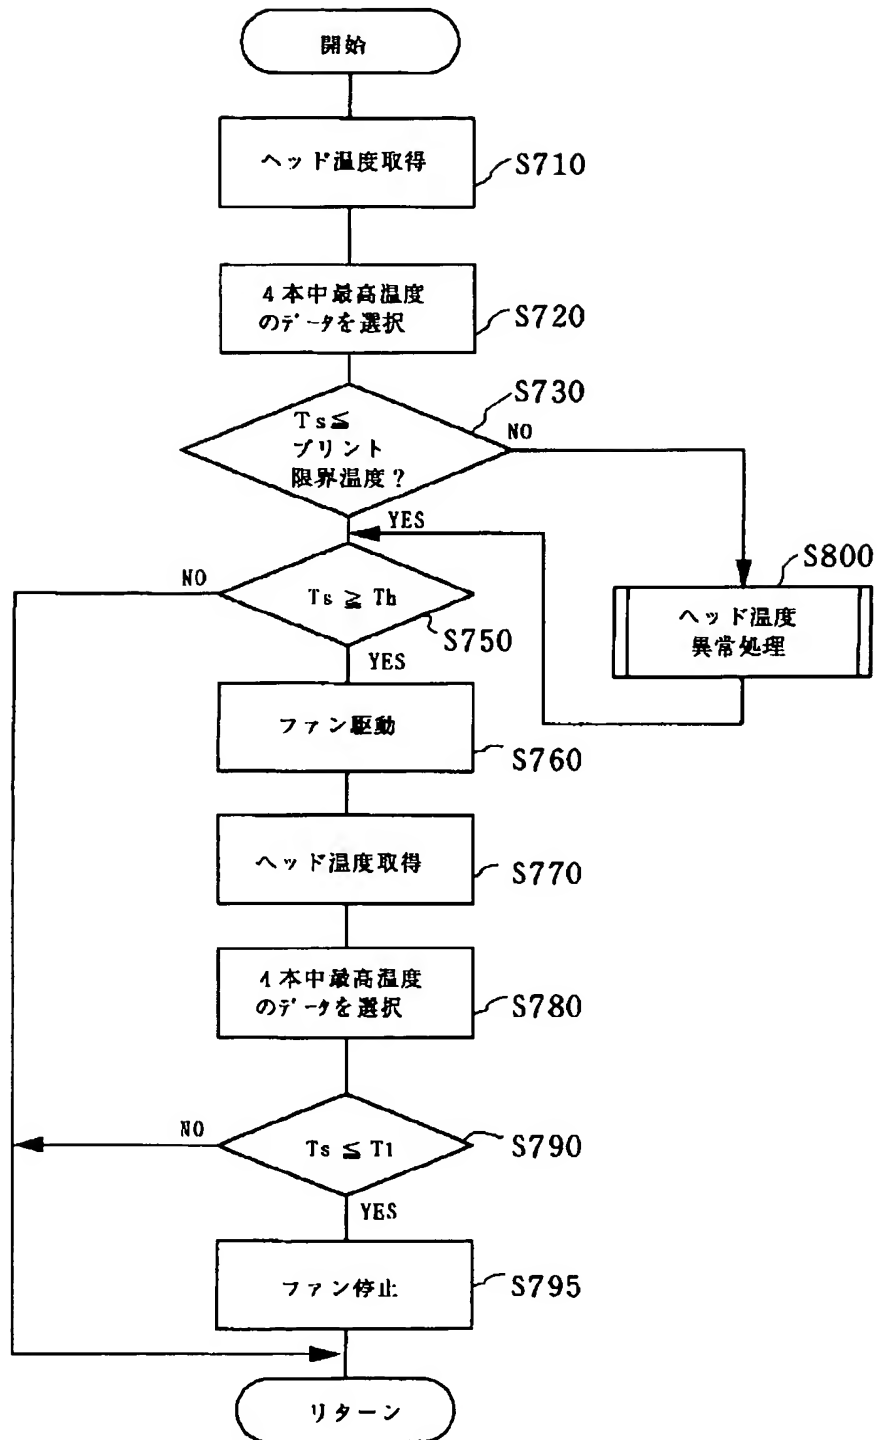 開始
ヘッド温度取得
S710
4本中最高温度
のデータを選択
S720
S730
Ts≦
プリント
限界温度?
NO
YES
S800
ヘッド温度
異常処理
NO
Ts ≧ Th
S750
YES
ファン駆動
S760
ヘッド温度取得
S770
4本中最高温度
のデータを選択
S780
NO
Ts ≦ Tl
S790
YES
ファン停止
S795
リターン